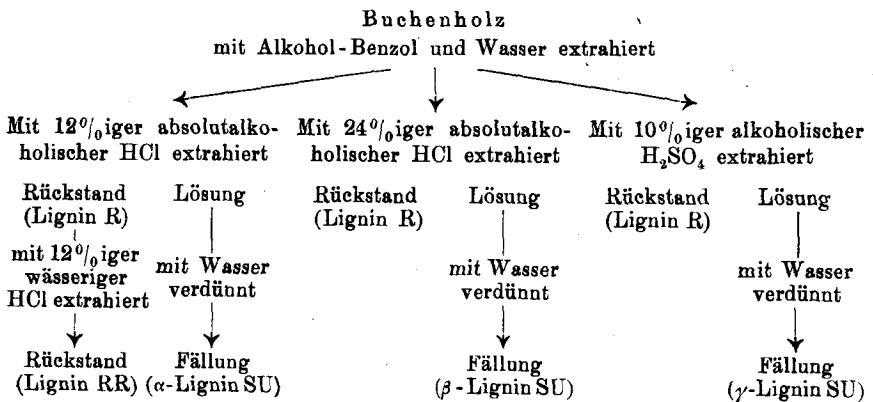 Buchenholz
mit Alkohol-Benzol und Wasser extrahiert
Mit 12%iger absolutalko-
holischer HCl extrahiert
Mit 24%iger absolutalko-
holischer HCl extrahiert
Mit 10%iger alkoholischer
H₂SO₄ extrahiert
Rückstand
(Lignin R)
mit 12%iger
wässeriger
HCl extrahiert
Rückstand
(Lignin RR)
Lösung
mit Wasser
verdünnt
Fällung
(α-Lignin SU)
Rückstand
(Lignin R)
Lösung
mit Wasser
verdünnt
Fällung
(β-Lignin SU)
Rückstand
(Lignin R)
Lösung
mit Wasser
verdünnt
Fällung
(γ-Lignin SU)